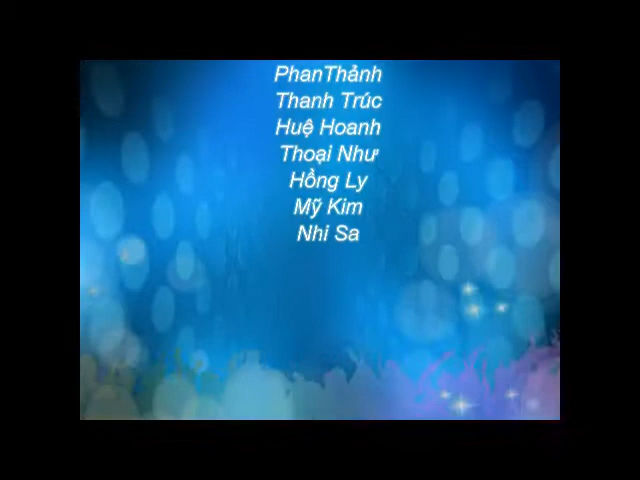 PhanThảnh
Thanh Trúc
Huệ Hoanh
Thoại Như
Hồng Ly
Mỹ Kim
Nhi Sa